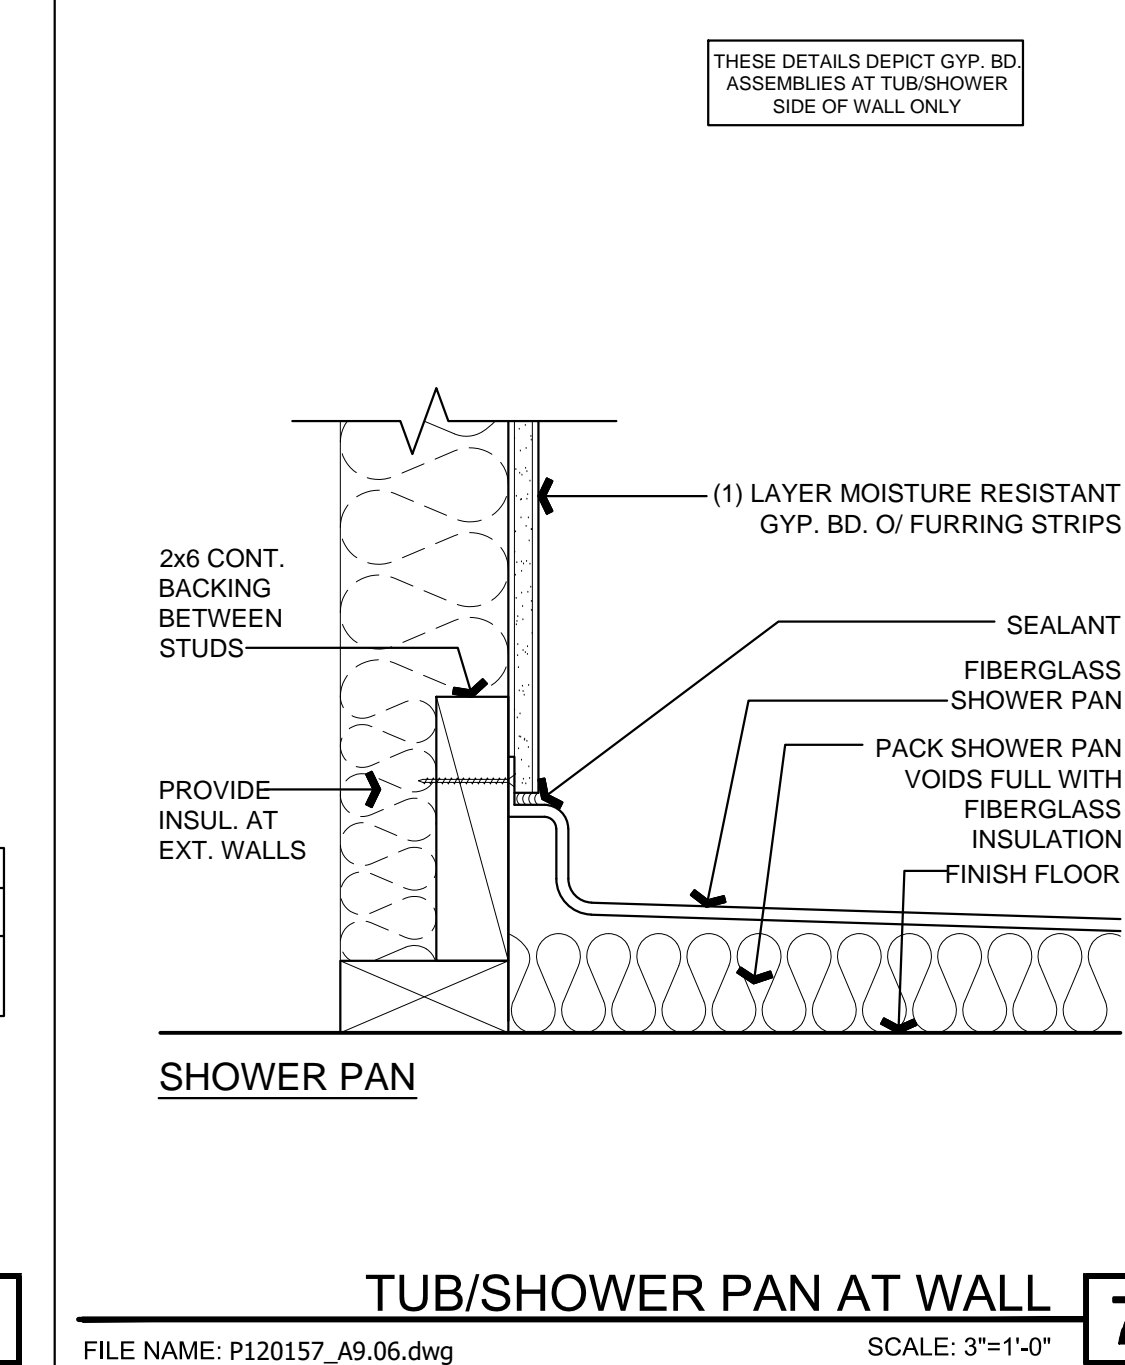 THESE DETAILS DEPICT GYP. BD.
ASSEMBLIES AT TUB/SHOWER
SIDE OF WALL ONLY
(1) LAYER MOISTURE RESISTANT
GYP. BD. O/ FURRING STRIPS
2x6 CONT.
BACKING
BETWEEN
STUDS
SEALANT
FIBERGLASS
SHOWER PAN
PACK SHOWER PAN
VOIDS FULL WITH
FIBERGLASS
INSULATION
PROVIDE
INSUL. AT
EXT. WALLS
FINISH FLOOR
SHOWER PAN
TUB/SHOWER PAN AT WALL
FILE NAME: P120157_A9.06.dwg
SCALE: 3"=1'-0"